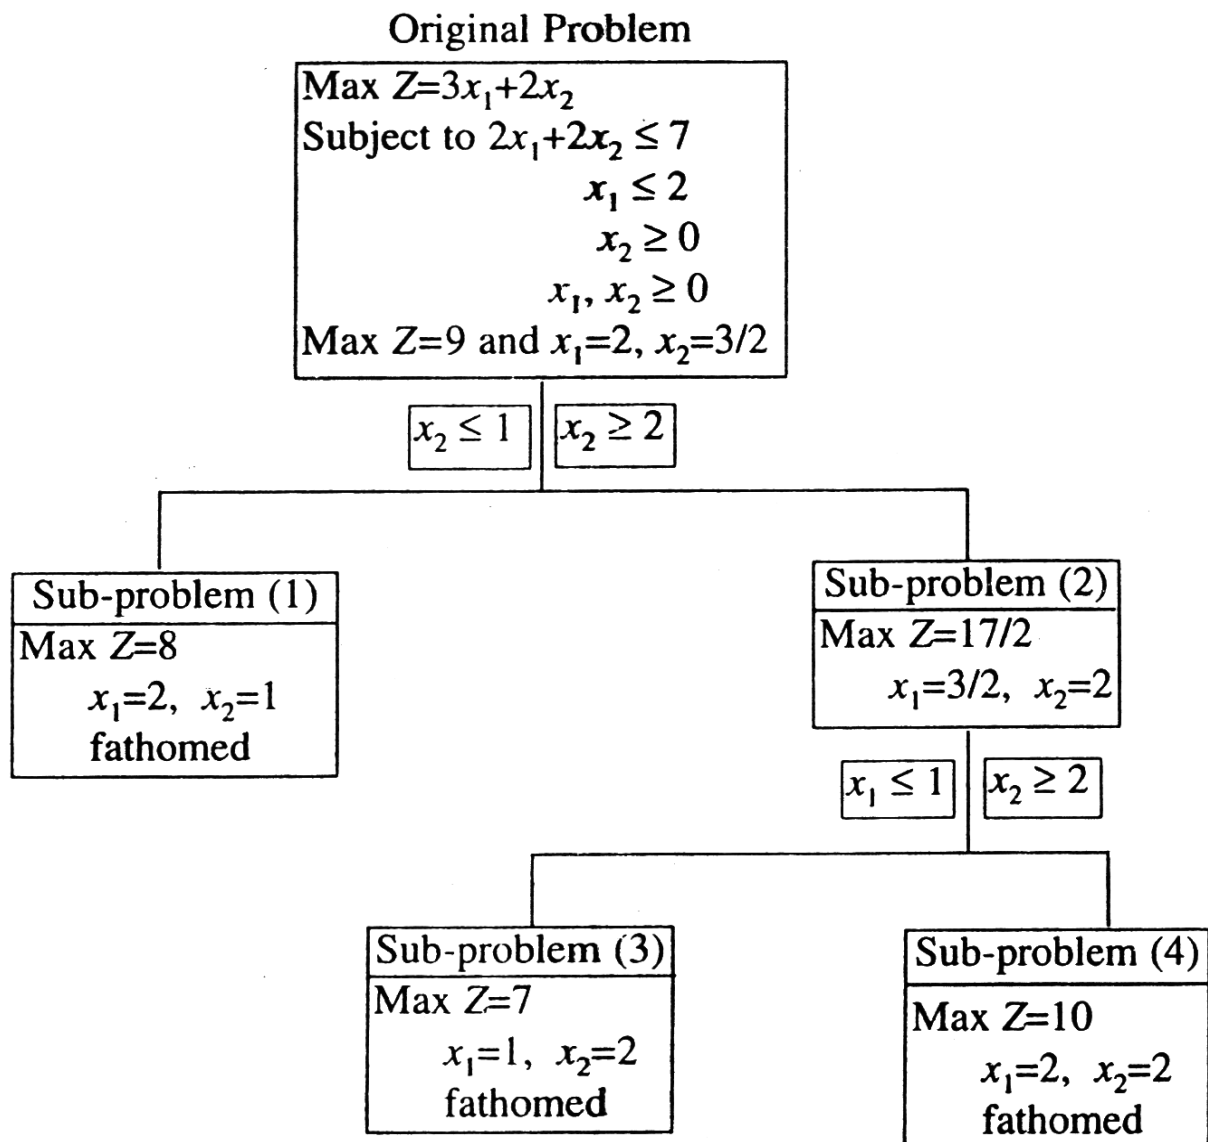 Original Problem
Max Z=3x₁+2x₂
Subject to 2x₁+2x₂ ≤ 7
x₁ ≤ 2
x₂ ≥ 0
x₁, x₂ ≥ 0
Max Z=9 and x₁=2, x₂=3/2
x₂ ≤ 1
x₂ ≥ 2
Sub-problem (1)
Max Z=8
x₁=2, x₂=1
fathomed
Sub-problem (2)
Max Z=17/2
x₁=3/2, x₂=2
x₁ ≤ 1
x₂ ≥ 2
Sub-problem (3)
Max Z=7
x₁=1, x₂=2
fathomed
Sub-problem (4)
Max Z=10
x₁=2, x₂=2
fathomed